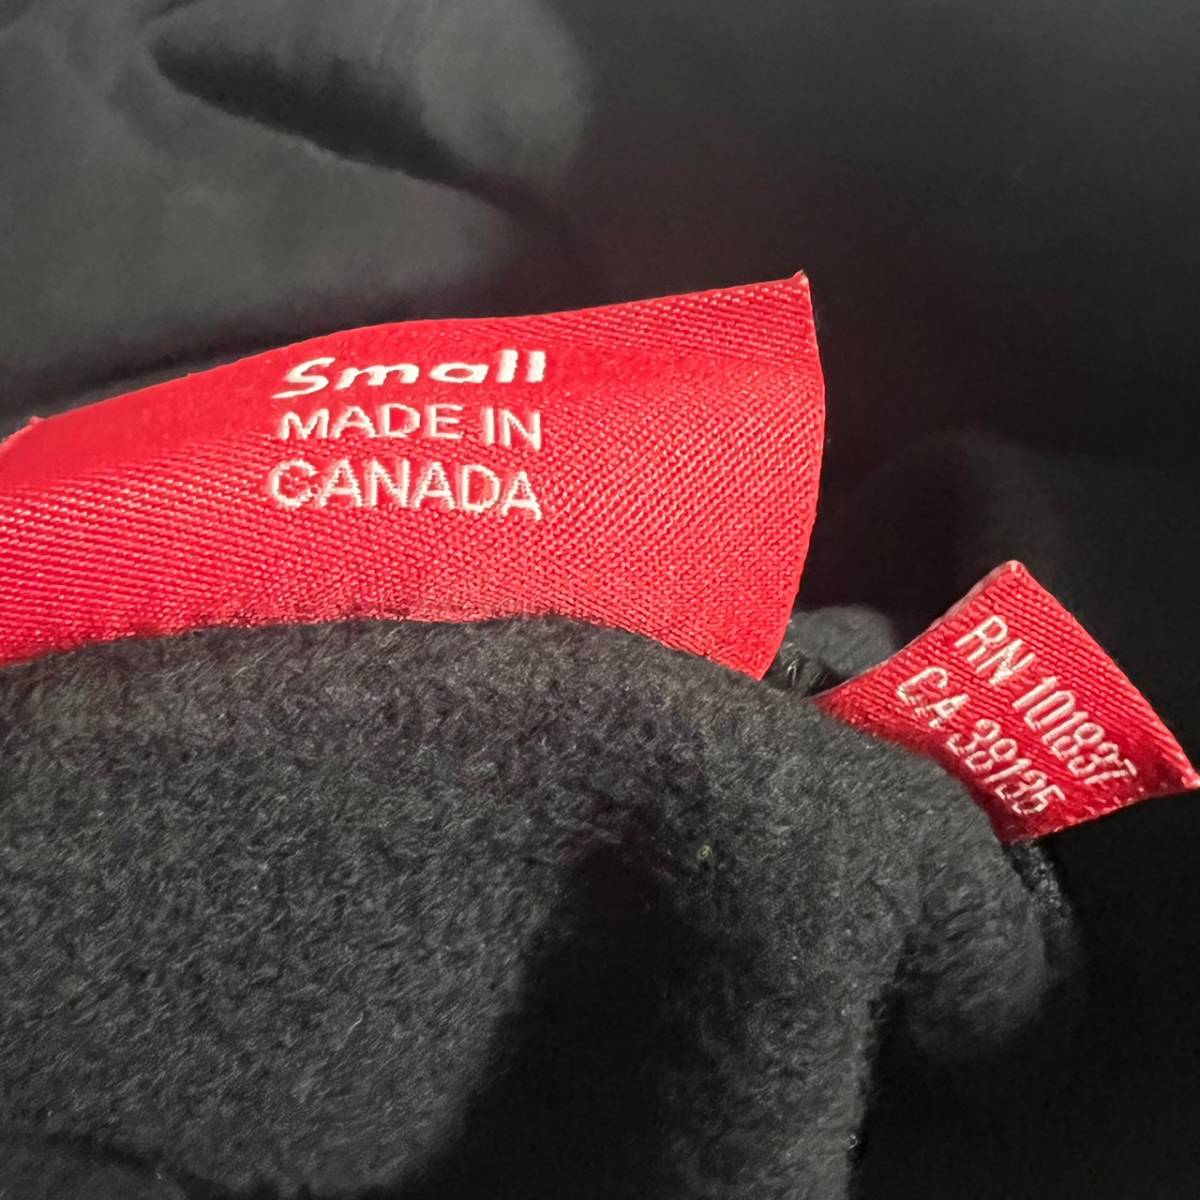 Small
MADE IN
CANADA
RN 101837
CA 38135